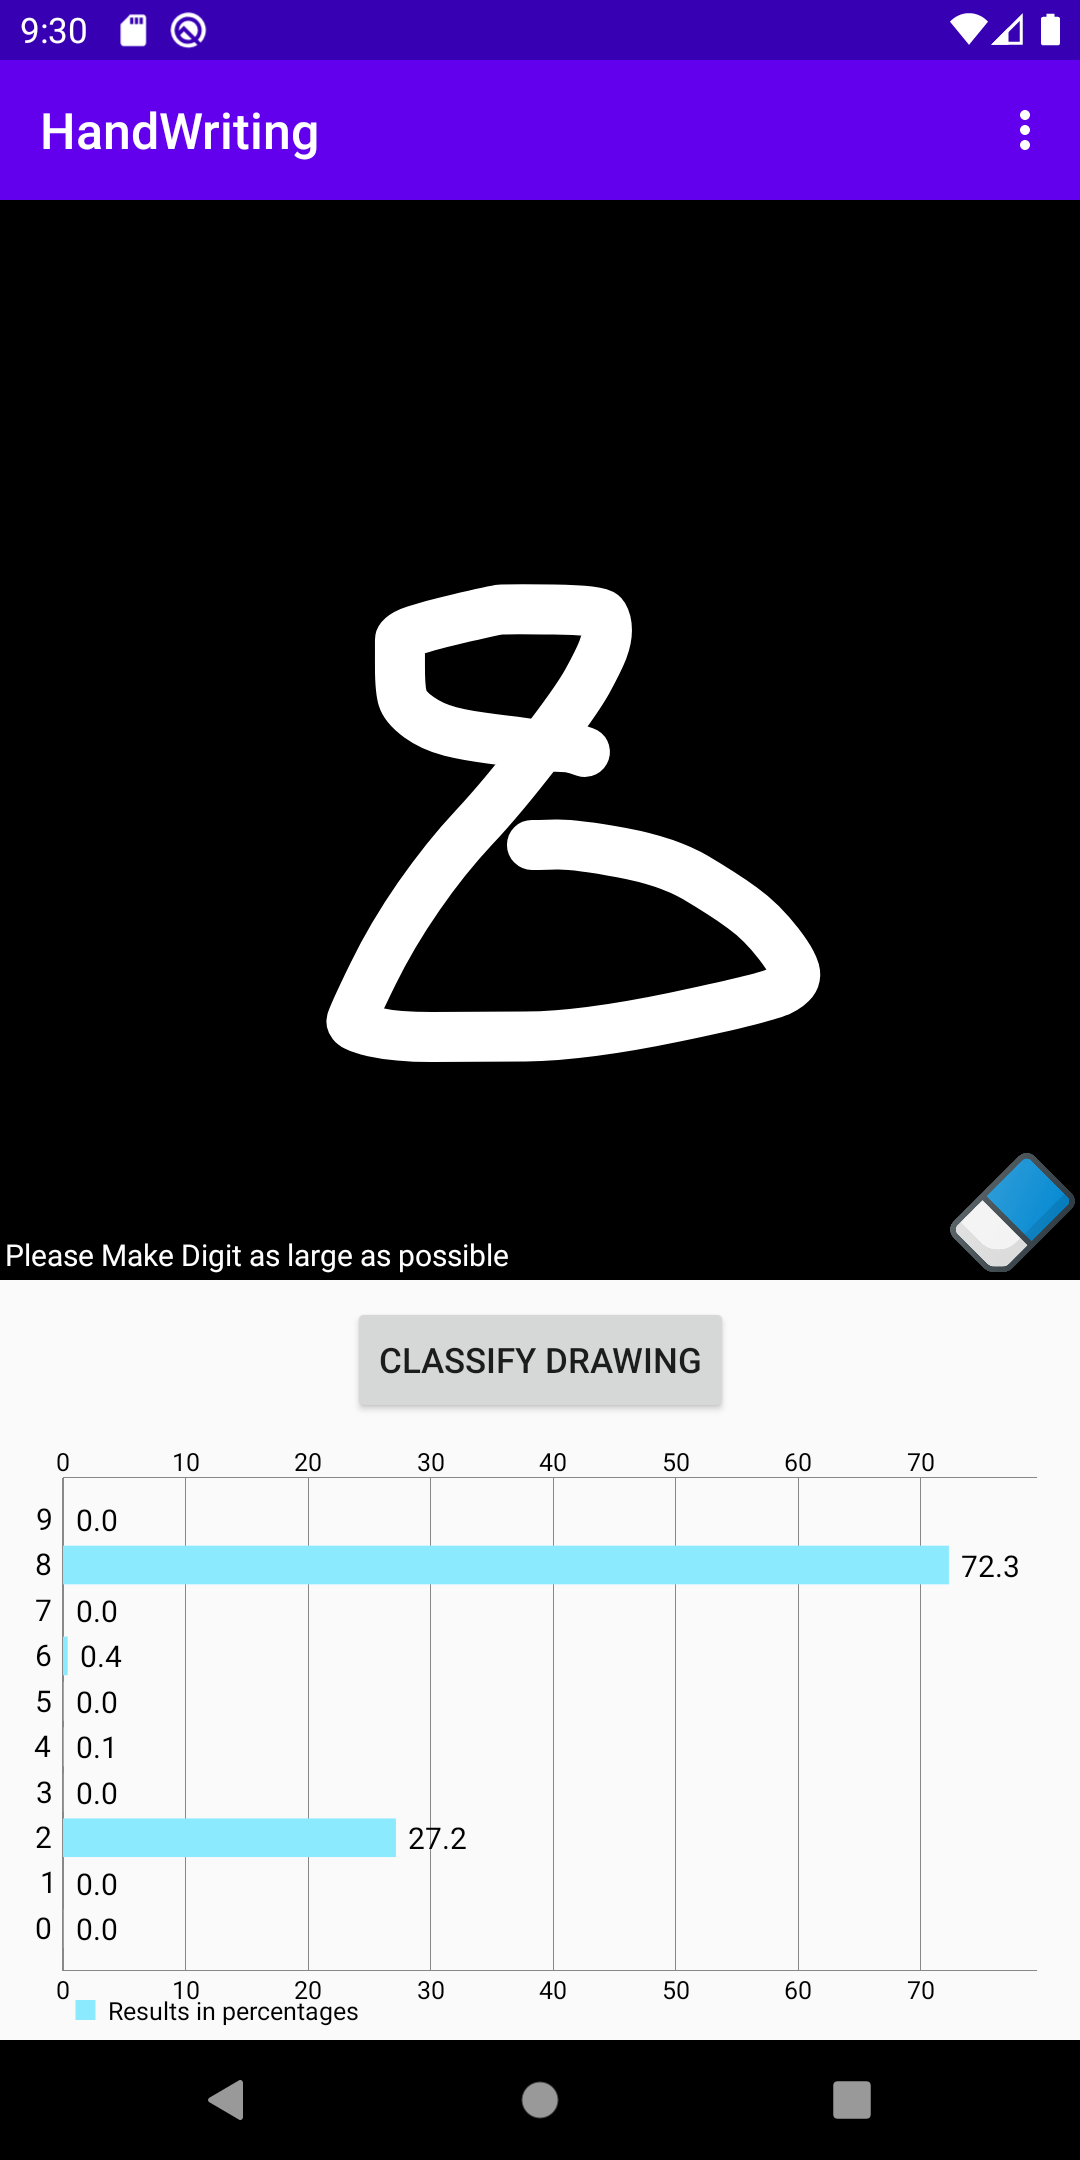 9:30
HandWriting
8
Please Make Digit as large as possible
CLASSIFY DRAWING
0 10 20 30 40 50 60 70
9 0.0
8 72.3
7 0.0
6 0.4
5 0.0
4 0.1
3 0.0
2 27.2
1 0.0
0 0.0
0 10 20 30 40 50 60 70
Results in percentages